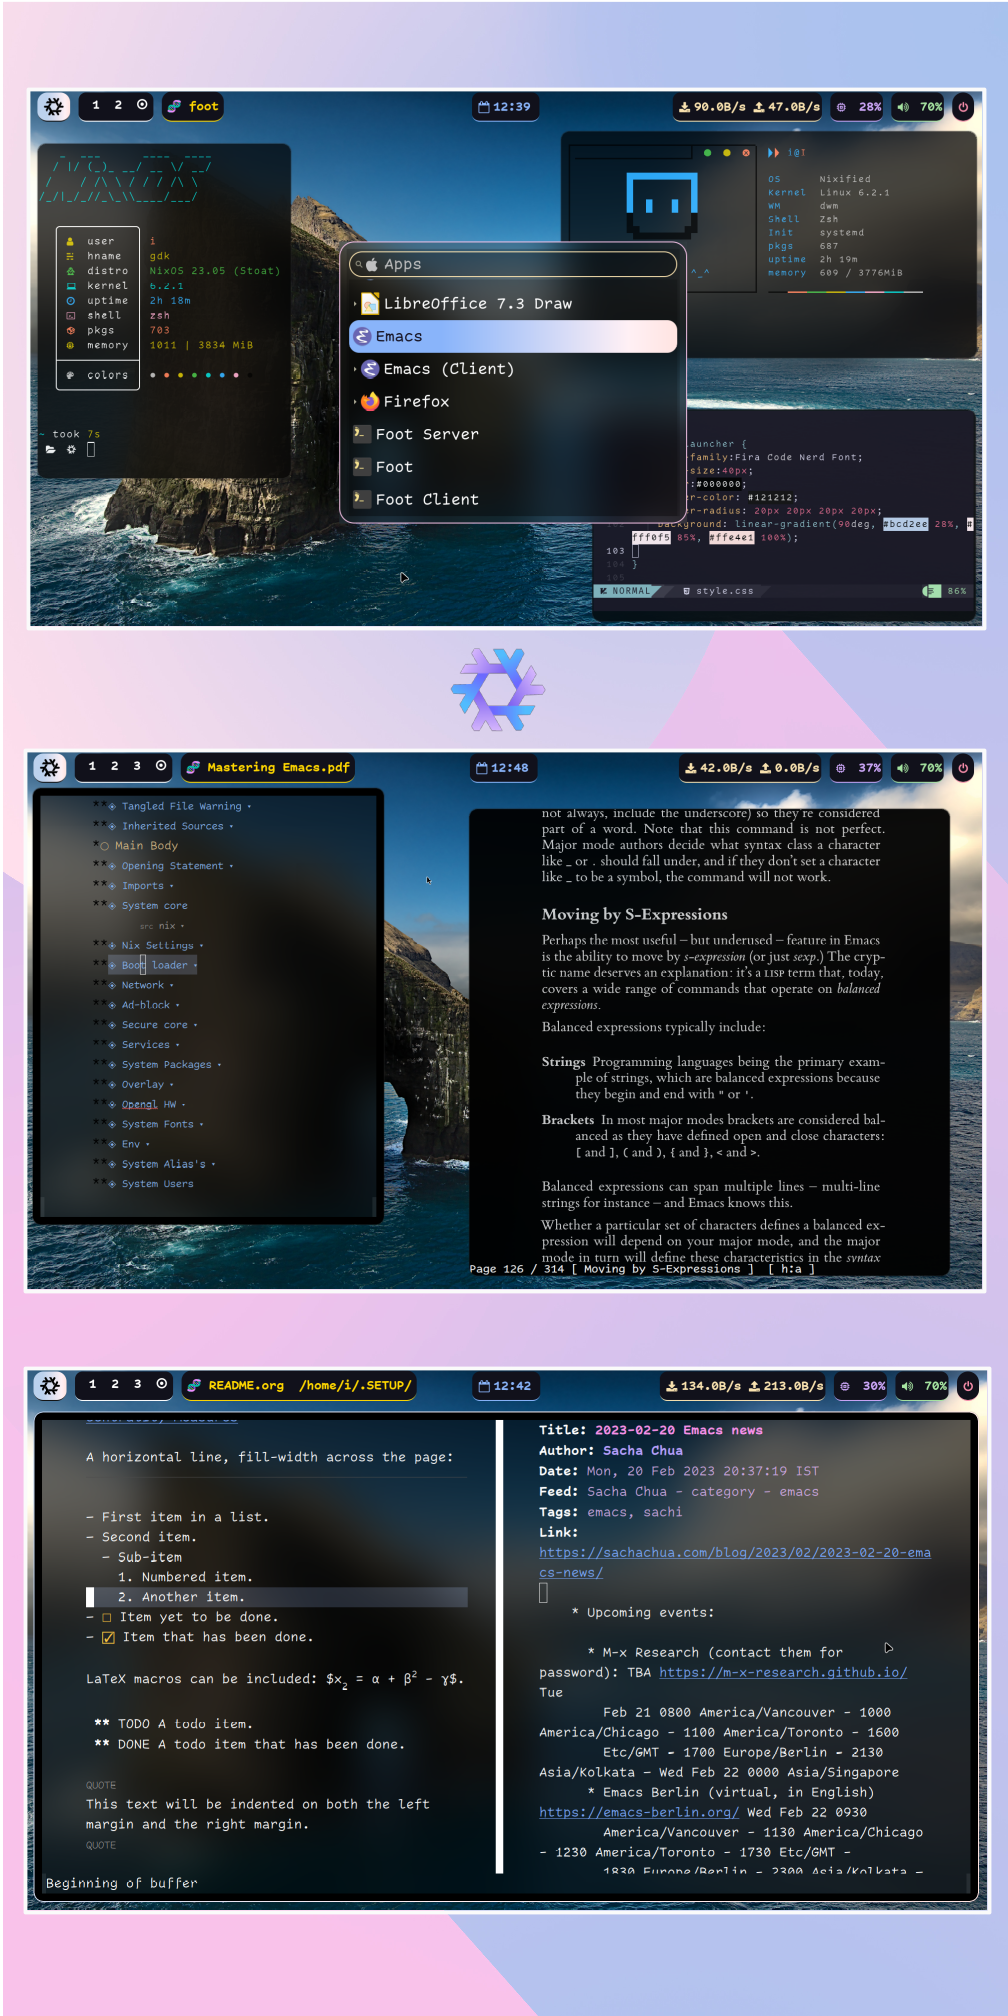 1 2
foot
12:39
90.0B/s 47.0B/s
28%
70%
user i
hname gdk
distro NixOS 23.05 (Stoat)
kernel 6.2.1
uptime 2h 18m
shell zsh
pkgs 703
memory 1011 | 3834 MiB
colors
~ took 7s
i@T
OS Nixified
Kernel Linux 6.2.1
WM dwm
Shell Zsh
Init systemd
pkgs 687
uptime 2h 19m
memory 609 / 3776MiB
^_^
Apps
LibreOffice 7.3 Draw
Emacs
Emacs (Client)
Firefox
Foot Server
Foot
Foot Client
auncher {
family:Fira Code Nerd Font;
size:40px;
:#000000;
er-color: #121212;
er-radius: 20px 20px 20px 20px;
background: linear-gradient(90deg, #bcd2ee 28%, #
fff0f5 85%, #ffe4e1 100%);
103
104 }
105
NORMAL style.css 86%
1 2 3
Mastering Emacs.pdf
12:48
42.0B/s 0.0B/s
37%
70%
** Tangled File Warning
** Inherited Sources
* Main Body
** Opening Statement
** Imports
** System core
src nix
** Nix Settings
** Boot loader
** Network
** Ad-block
** Secure core
** Services
** System Packages
** Overlay
** Opengl HW
** System Fonts
** Env
** System Alias's
** System Users
not always, include the underscore) so they're considered
part of a word. Note that this command is not perfect.
Major mode authors decide what syntax class a character
like _ or . should fall under, and if they don't set a character
like _ to be a symbol, the command will not work.
Moving by S-Expressions
Perhaps the most useful – but underused – feature in Emacs
is the ability to move by s-expression (or just sexp.) The cryp-
tic name deserves an explanation: it's a LISP term that, today,
covers a wide range of commands that operate on balanced
expressions.
Balanced expressions typically include:
Strings Programming languages being the primary exam-
ple of strings, which are balanced expressions because
they begin and end with " or '.
Brackets In most major modes brackets are considered bal-
anced as they have defined open and close characters:
[ and ], ( and ), { and }, < and >.
Balanced expressions can span multiple lines – multi-line
strings for instance – and Emacs knows this.
Whether a particular set of characters defines a balanced ex-
pression will depend on your major mode, and the major
mode in turn will define these characteristics in the syntax
Page 126 / 314 [ Moving by S-Expressions ] [ h:a ]
1 2 3
README.org /home/i/.SETUP/
12:42
134.0B/s 213.0B/s
30%
70%
Centrality Measures
A horizontal line, fill-width across the page:
– First item in a list.
– Second item.
– Sub-item
1. Numbered item.
2. Another item.
– Item yet to be done.
– Item that has been done.
LaTeX macros can be included: $x₂ = α + β² – γ$.
** TODO A todo item.
** DONE A todo item that has been done.
QUOTE
This text will be indented on both the left
margin and the right margin.
QUOTE
Beginning of buffer
Title: 2023-02-20 Emacs news
Author: Sacha Chua
Date: Mon, 20 Feb 2023 20:37:19 IST
Feed: Sacha Chua - category - emacs
Tags: emacs, sachi
Link:
https://sachachua.com/blog/2023/02/2023-02-20-ema
cs-news/
* Upcoming events:
* M-x Research (contact them for
password): TBA https://m-x-research.github.io/
Tue
Feb 21 0800 America/Vancouver - 1000
America/Chicago - 1100 America/Toronto - 1600
Etc/GMT - 1700 Europe/Berlin - 2130
Asia/Kolkata – Wed Feb 22 0000 Asia/Singapore
* Emacs Berlin (virtual, in English)
https://emacs-berlin.org/ Wed Feb 22 0930
America/Vancouver - 1130 America/Chicago
- 1230 America/Toronto - 1730 Etc/GMT -
1830 Europe/Berlin - 2300 Asia/Kolkata –